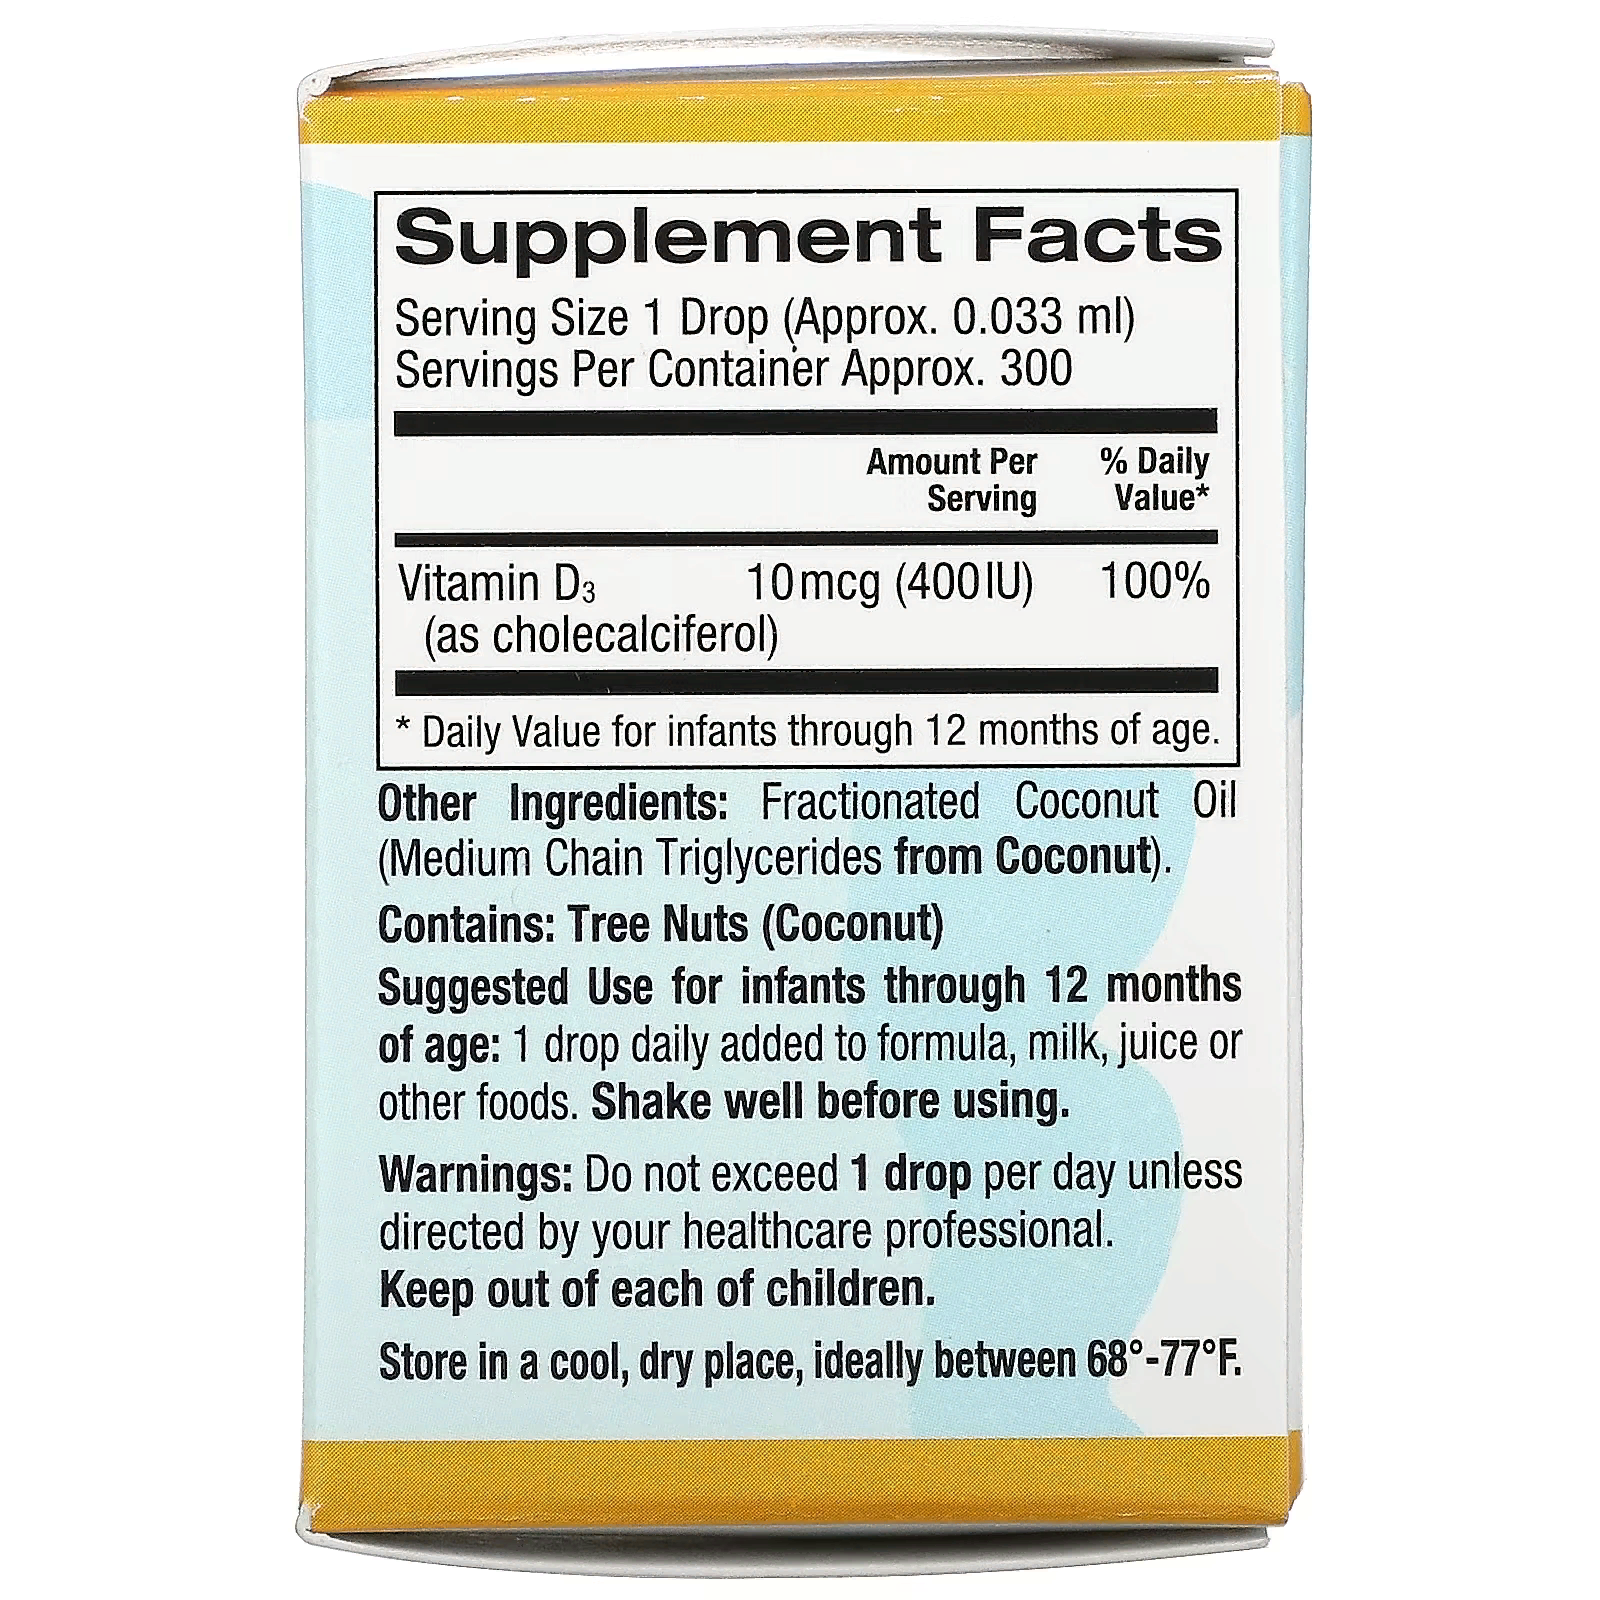 Supplement Facts
Serving Size 1 Drop (Approx. 0.033 ml)
Servings Per Container Approx. 300
Amount Per % Daily
Serving Value*
Vitamin D3 10 mcg (400 IU) 100%
(as cholecalciferol)
* Daily Value for infants through 12 months of age.
Other Ingredients: Fractionated Coconut Oil
(Medium Chain Triglycerides from Coconut).
Contains: Tree Nuts (Coconut)
Suggested Use for infants through 12 months
of age: 1 drop daily added to formula, milk, juice or
other foods. Shake well before using.
Warnings: Do not exceed 1 drop per day unless
directed by your healthcare professional.
Keep out of each of children.
Store in a cool, dry place, ideally between 68°-77°F.